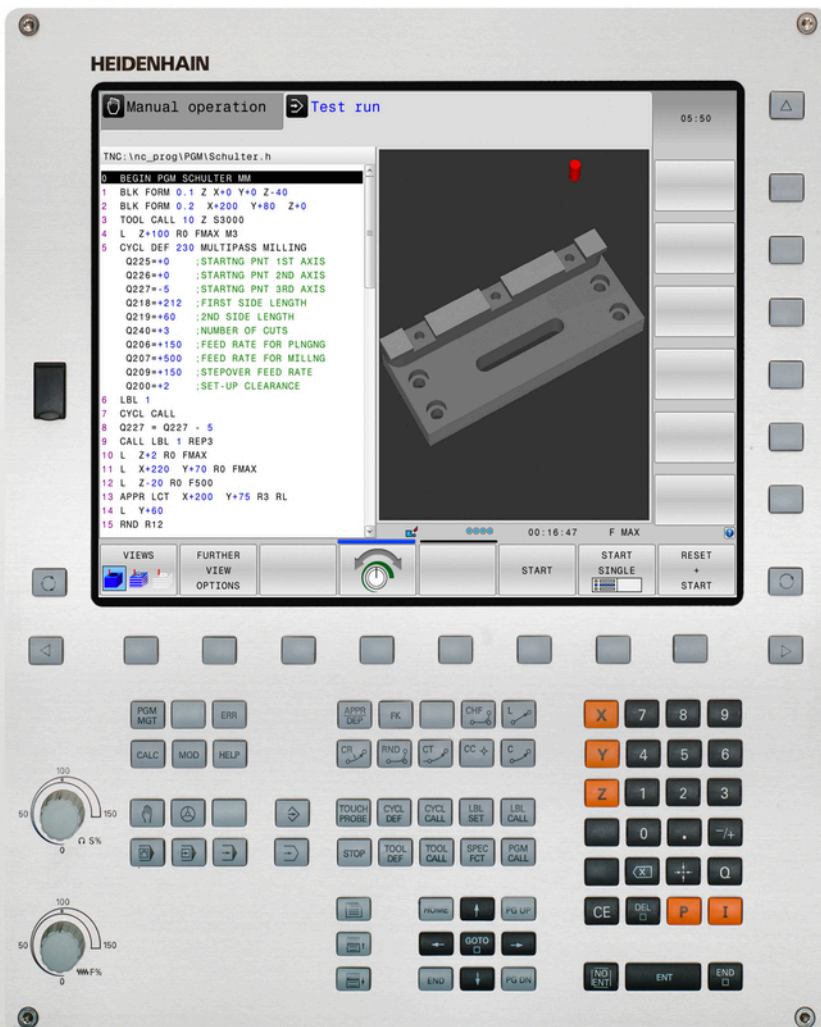 HEIDENHAIN
Manual operation
Test run
05:50
TNC:\nc_prog\PGM\Schulter.h
0 BEGIN PGM SCHULTER MM
1 BLK FORM 0.1 Z X+0 Y+0 Z-40
2 BLK FORM 0.2 X+200 Y+80 Z+0
3 TOOL CALL 10 Z S3000
4 L Z+100 R0 FMAX M3
5 CYCL DEF 230 MULTIPASS MILLING
Q225=+0 ;STARTNG PNT 1ST AXIS
Q226=+0 ;STARTNG PNT 2ND AXIS
Q227=-5 ;STARTNG PNT 3RD AXIS
Q218=+212 ;FIRST SIDE LENGTH
Q219=+60 ;2ND SIDE LENGTH
Q240=+3 ;NUMBER OF CUTS
Q206=+150 ;FEED RATE FOR PLNGNG
Q207=+500 ;FEED RATE FOR MILLNG
Q209=+150 ;STEPOVER FEED RATE
Q200=+2 ;SET-UP CLEARANCE
6 LBL 1
7 CYCL CALL
8 Q227 = Q227 - 5
9 CALL LBL 1 REP3
10 L Z+2 R0 FMAX
11 L X+220 Y+70 R0 FMAX
12 L Z-20 R0 F500
13 APPR LCT X+200 Y+75 R3 RL
14 L Y+60
15 RND R12
00:16:47 F MAX
VIEWS
FURTHER
VIEW
OPTIONS
START
START
SINGLE
RESET
+
START
PGM
MGT
ERR
CALC MOD HELP
APPR
DEP
FK
CHF
L
CR RND CT CC C
TOUCH
PROBE
CYCL
DEF
CYCL
CALL
LBL
SET
LBL
CALL
STOP
TOOL
DEF
TOOL
CALL
SPEC
FCT
PGM
CALL
HOME PG UP
GOTO
END PG DN
X 7 8 9
Y 4 5 6
Z 1 2 3
0 . -/+
X Q
CE
DEL
P I
NO
ENT
ENT
END
100
50 150
0
S%
100
50 150
0
F%